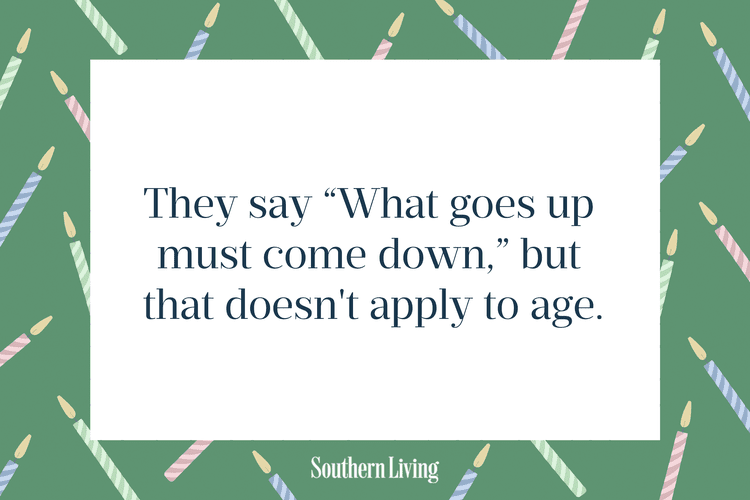 They say “What goes up
must come down,” but
that doesn't apply to age.
Southern Living